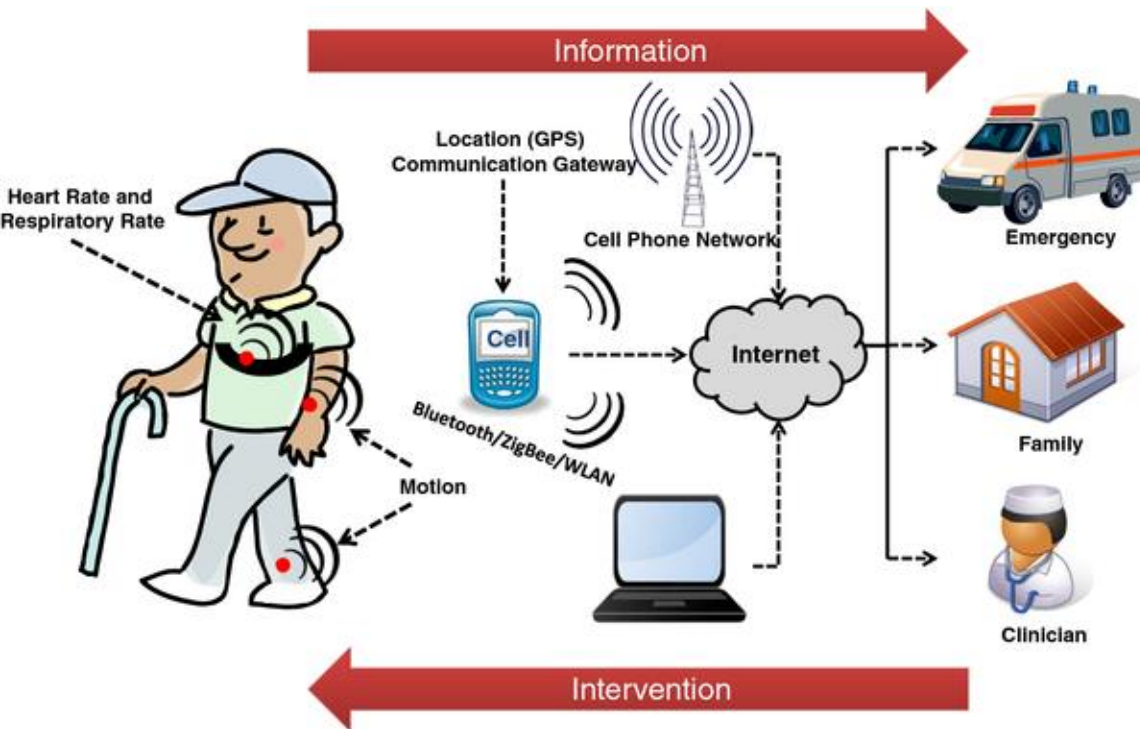 Information
Location (GPS)
Communication Gateway
Heart Rate and
Respiratory Rate
Cell Phone Network
Emergency
Cell
Internet
Bluetooth/ZigBee/WLAN
Family
Motion
Clinician
Intervention